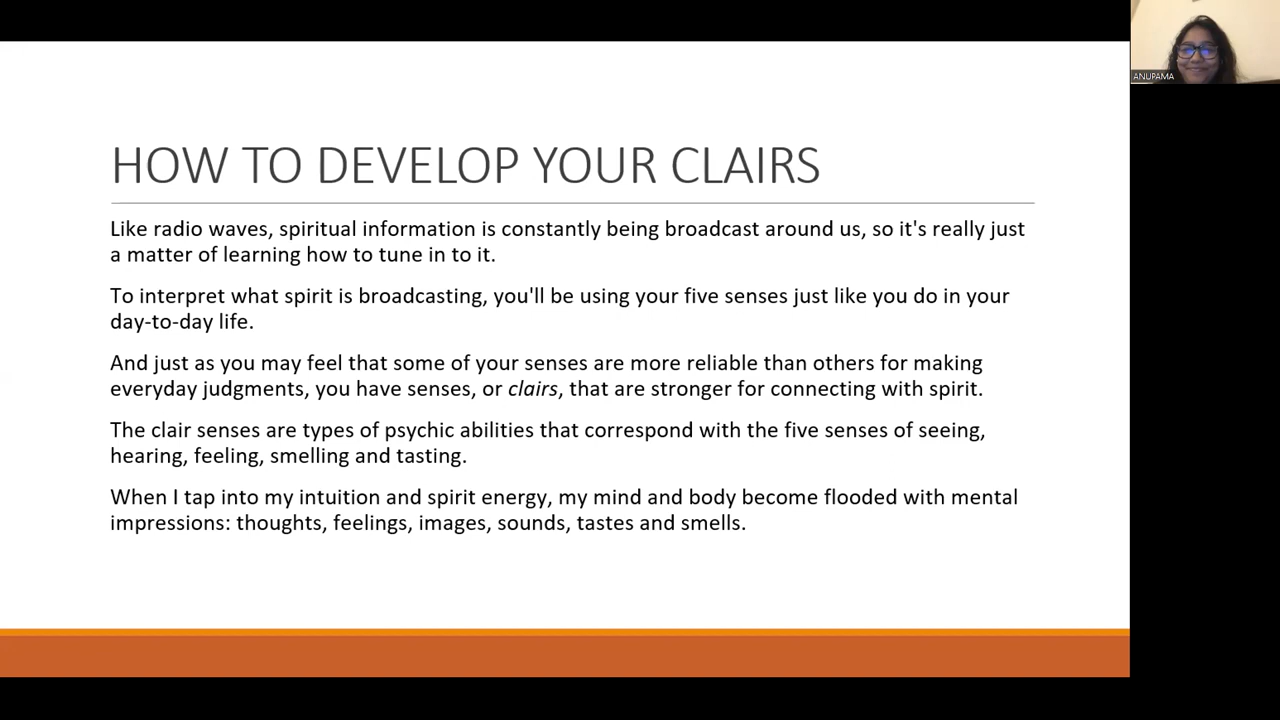 HOW TO DEVELOP YOUR CLAIRS
Like radio waves, spiritual information is constantly being broadcast around us, so it's really just
a matter of learning how to tune in to it.
To interpret what spirit is broadcasting, you'll be using your five senses just like you do in your
day-to-day life.
And just as you may feel that some of your senses are more reliable than others for making
everyday judgments, you have senses, or clairs, that are stronger for connecting with spirit.
The clair senses are types of psychic abilities that correspond with the five senses of seeing,
hearing, feeling, smelling and tasting.
When I tap into my intuition and spirit energy, my mind and body become flooded with mental
impressions: thoughts, feelings, images, sounds, tastes and smells.
ANUPAMA